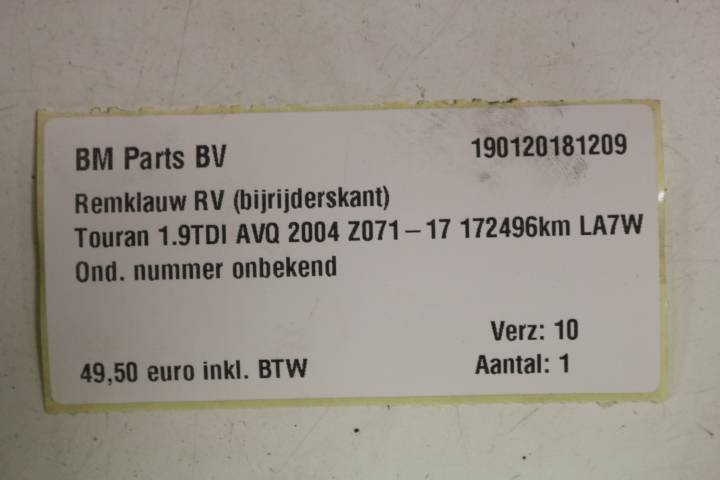 BM Parts BV 190120181209
Remklauw RV (bijrijderskant)
Touran 1.9TDI AVQ 2004 Z071-17 172496km LA7W
Ond. nummer onbekend
Verz: 10
49,50 euro inkl. BTW Aantal: 1